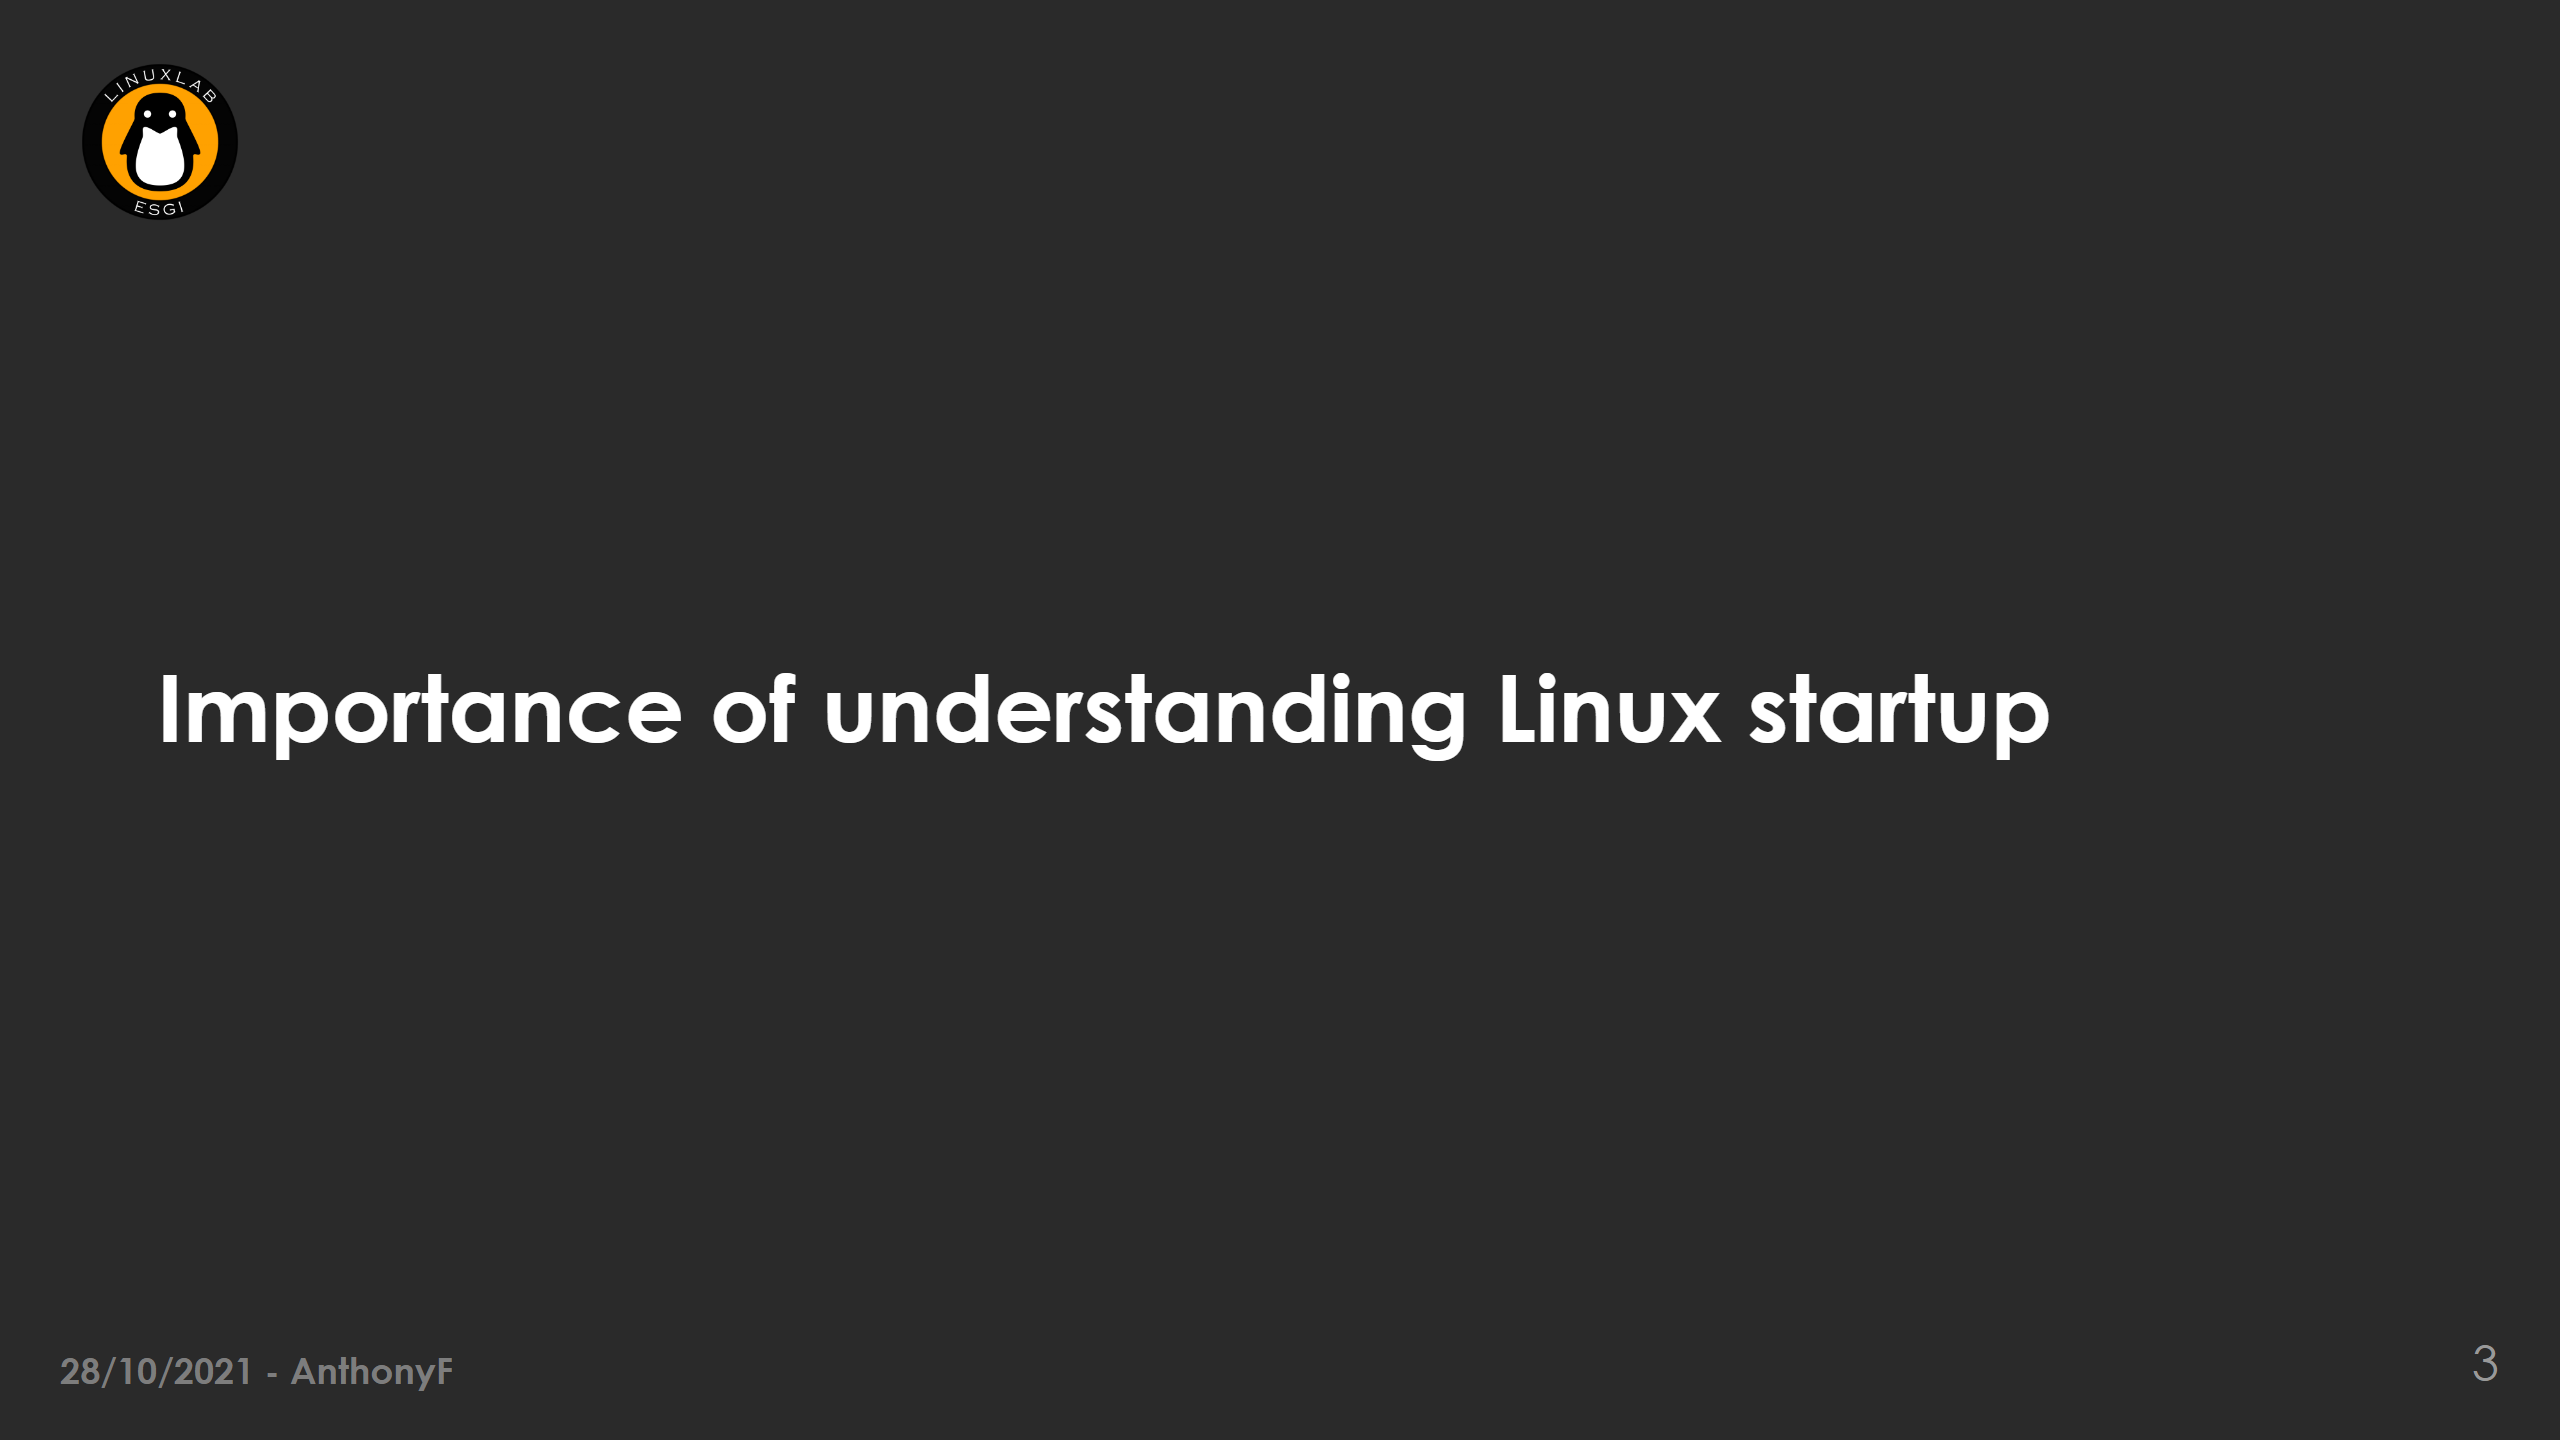 LINUXLAB
ESGI
Importance of understanding Linux startup
28/10/2021 - AnthonyF
3